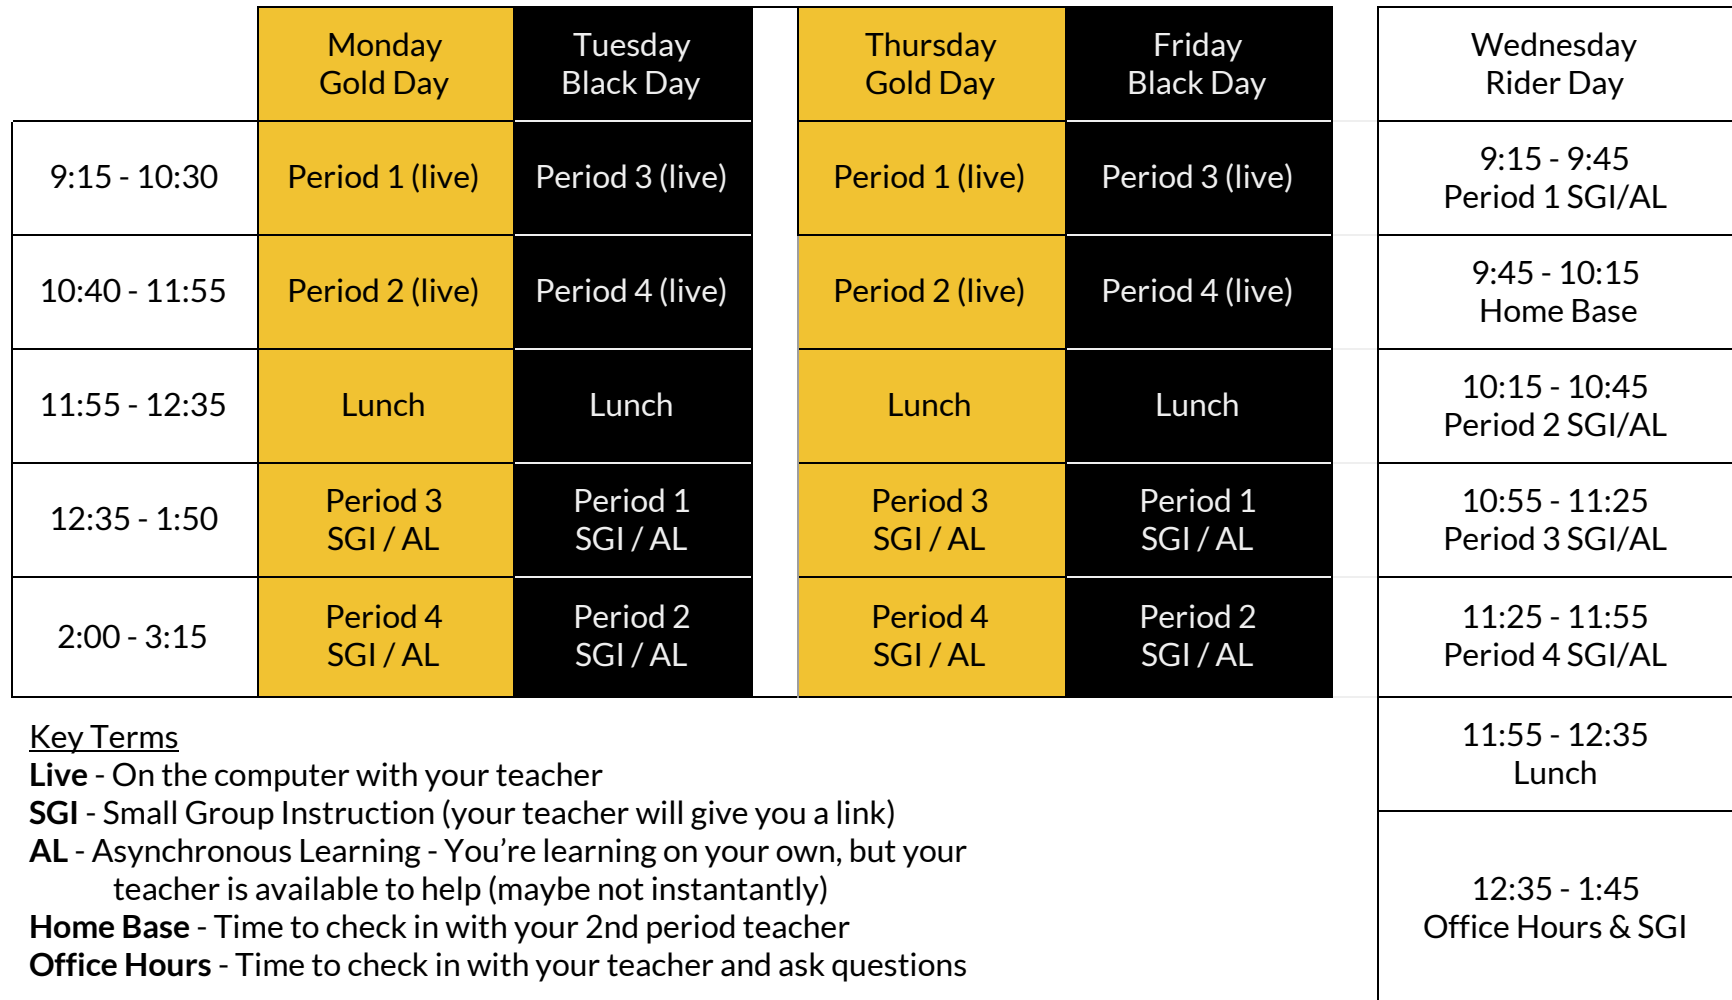 Monday
Gold Day
Tuesday
Black Day
Thursday
Gold Day
Friday
Black Day
Wednesday
Rider Day
9:15 - 10:30
Period 1 (live)
Period 3 (live)
Period 1 (live)
Period 3 (live)
9:15 - 9:45
Period 1 SGI/AL
10:40 - 11:55
Period 2 (live)
Period 4 (live)
Period 2 (live)
Period 4 (live)
9:45 - 10:15
Home Base
11:55 - 12:35
Lunch
Lunch
Lunch
Lunch
10:15 - 10:45
Period 2 SGI/AL
12:35 - 1:50
Period 3
SGI / AL
Period 1
SGI / AL
Period 3
SGI / AL
Period 1
SGI / AL
10:55 - 11:25
Period 3 SGI/AL
2:00 - 3:15
Period 4
SGI / AL
Period 2
SGI / AL
Period 4
SGI / AL
Period 2
SGI / AL
11:25 - 11:55
Period 4 SGI/AL
11:55 - 12:35
Lunch
12:35 - 1:45
Office Hours & SGI
Key Terms
Live - On the computer with your teacher
SGI - Small Group Instruction (your teacher will give you a link)
AL - Asynchronous Learning - You’re learning on your own, but your
teacher is available to help (maybe not instantly)
Home Base - Time to check in with your 2nd period teacher
Office Hours - Time to check in with your teacher and ask questions